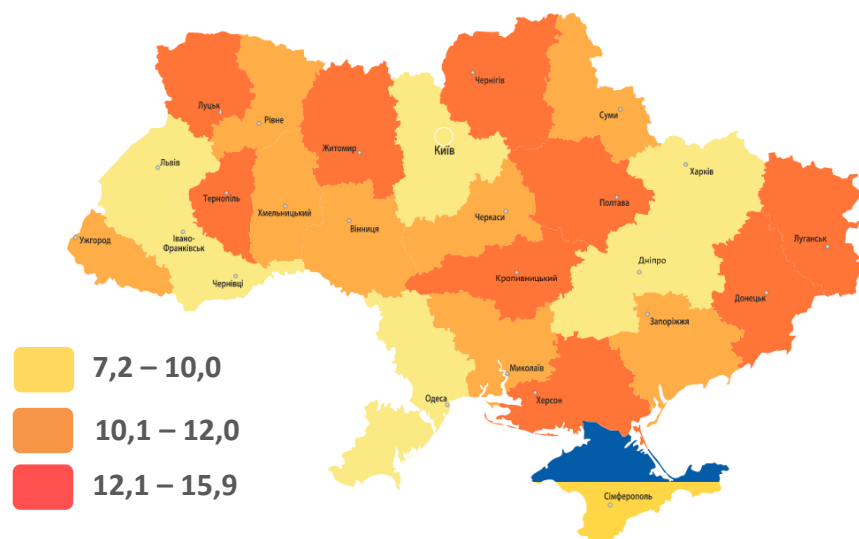 Чернігів
Луцьк
Рівне
Суми
Київ
Житомир
Львів
Харків
Тернопіль
Полтава
Хмельницький
Черкаси
Вінниця
Ужгород
Івано-
Франківськ
Луганськ
Дніпро
Чернівці
Кропивницький
Донецьк
Запоріжжя
Миколаїв
7,2 – 10,0
Одеса
Херсон
10,1 – 12,0
12,1 – 15,9
Сімферополь